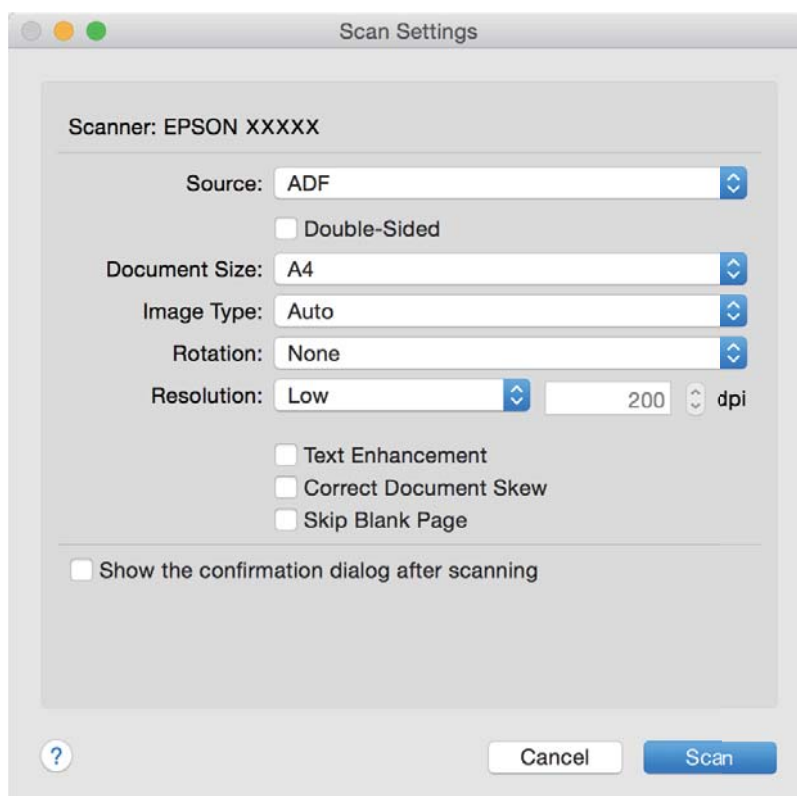 Scan Settings
Scanner: EPSON XXXXX
Source: ADF
Double-Sided
Document Size: A4
Image Type: Auto
Rotation: None
Resolution: Low 200 dpi
Text Enhancement
Correct Document Skew
Skip Blank Page
Show the confirmation dialog after scanning
? Cancel Scan